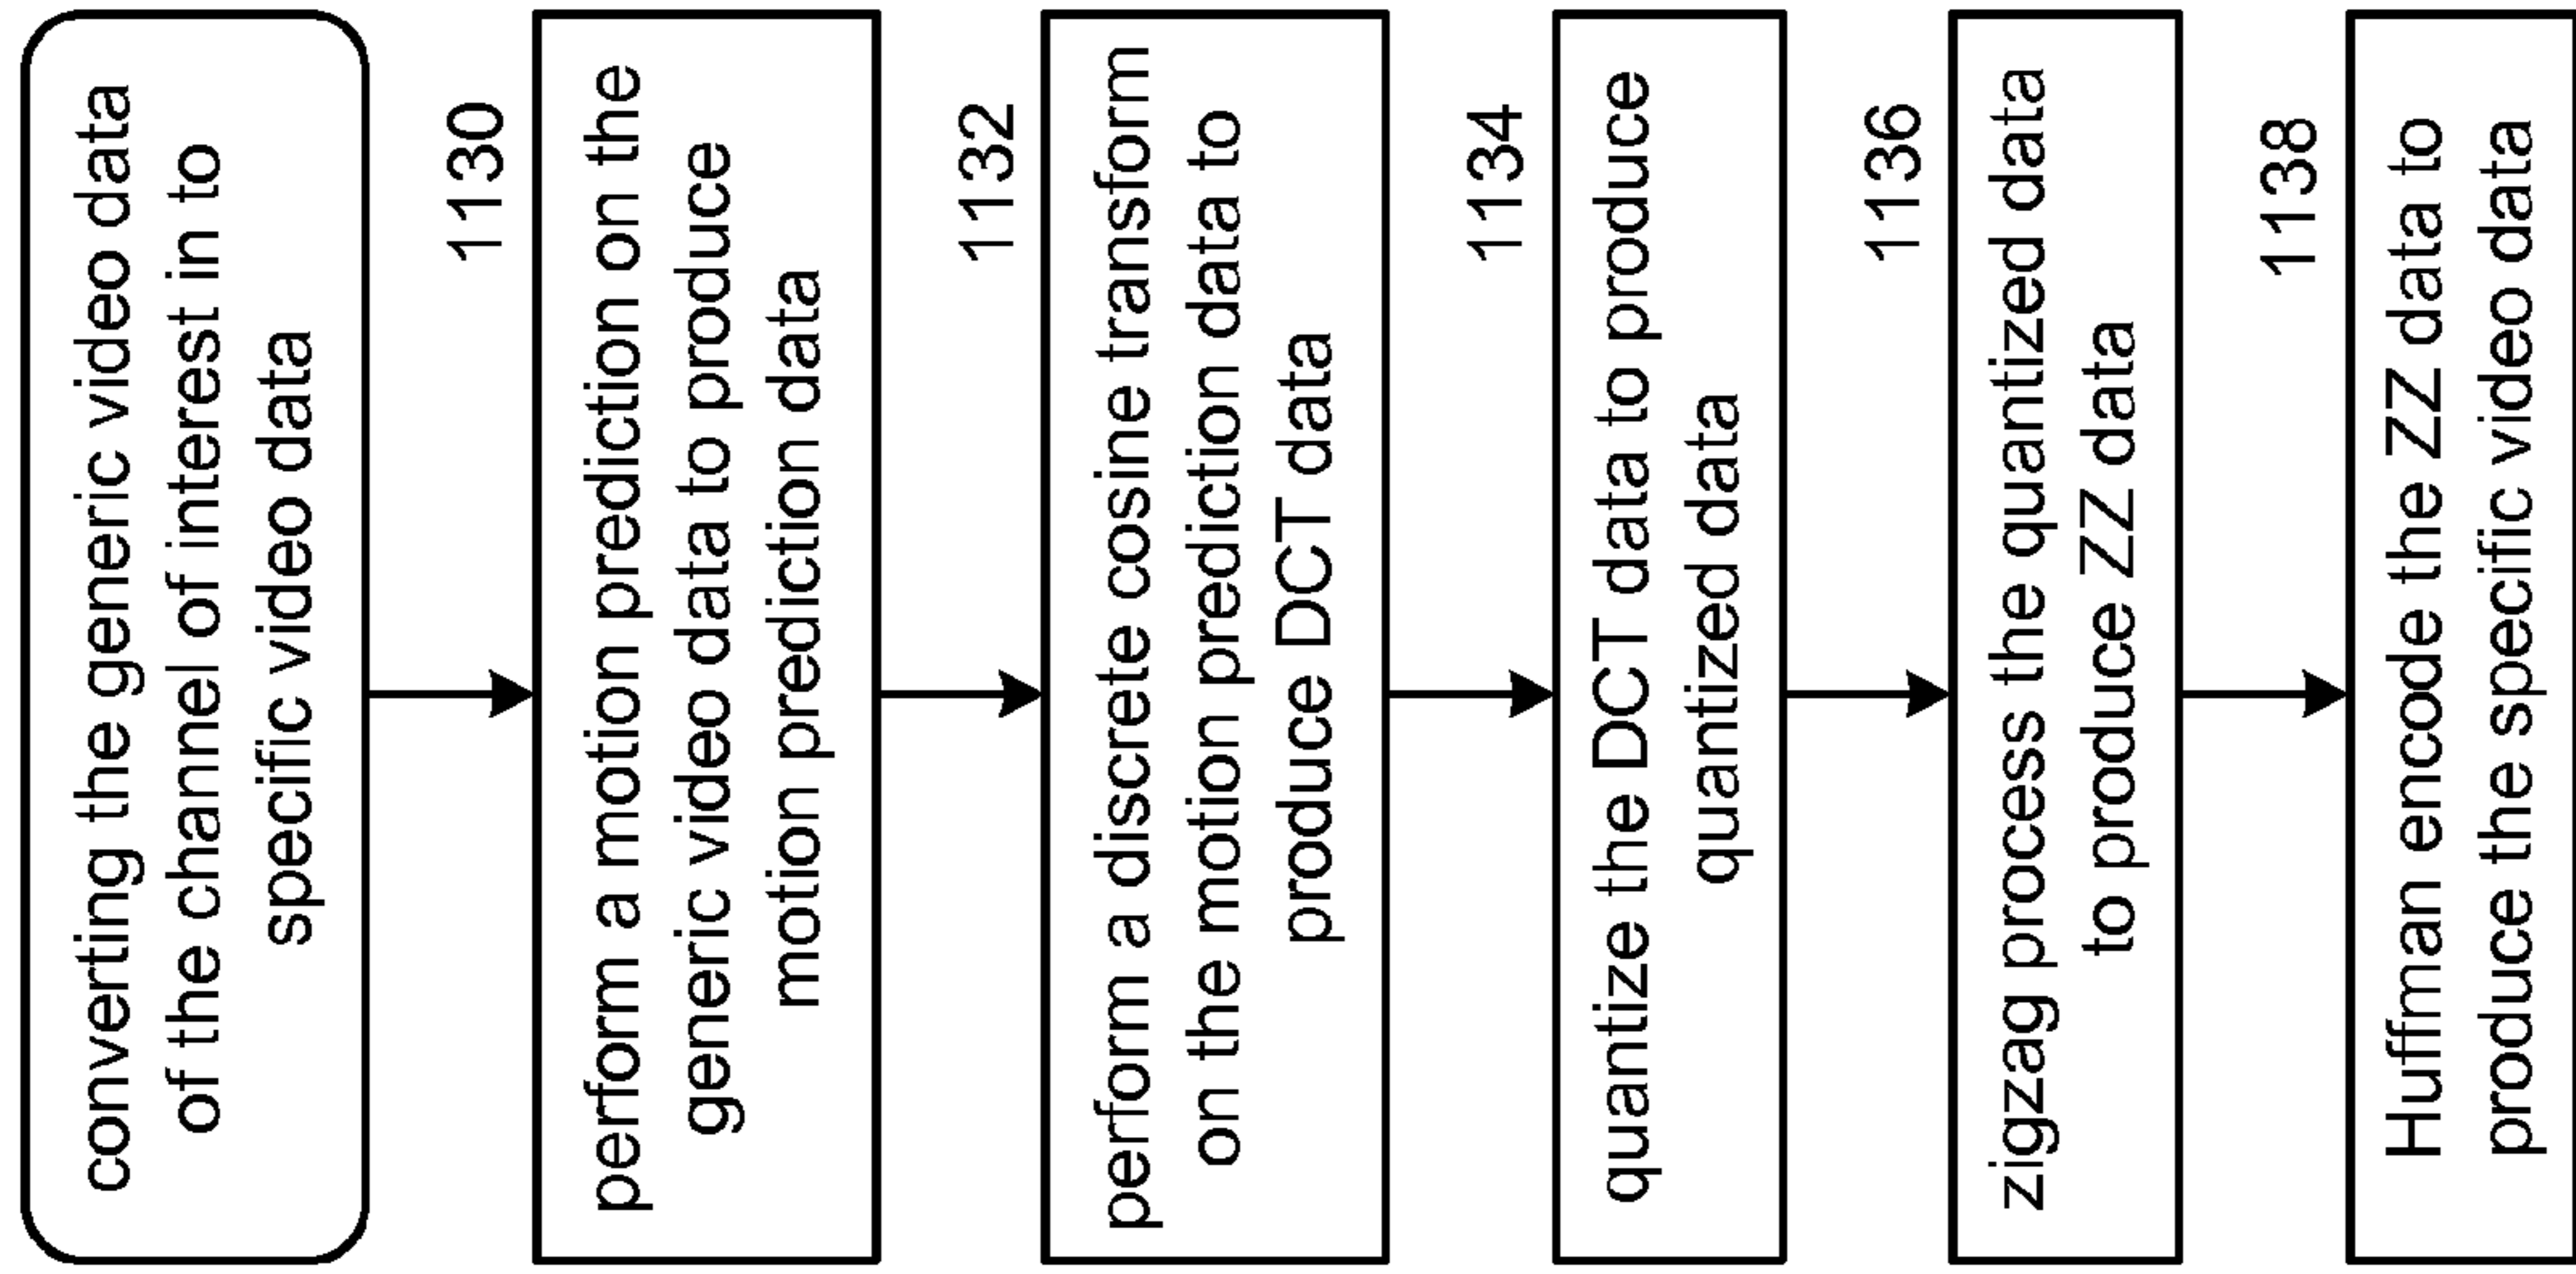 converting the generic video data
of the channel of interest in to
specific video data
1130
perform a motion prediction on the
generic video data to produce
motion prediction data
1132
perform a discrete cosine transform
on the motion prediction data to
produce DCT data
1134
quantize the DCT data to produce
quantized data
1136
zigzag process the quantized data
to produce ZZ data
1138
Huffman encode the ZZ data to
produce the specific video data